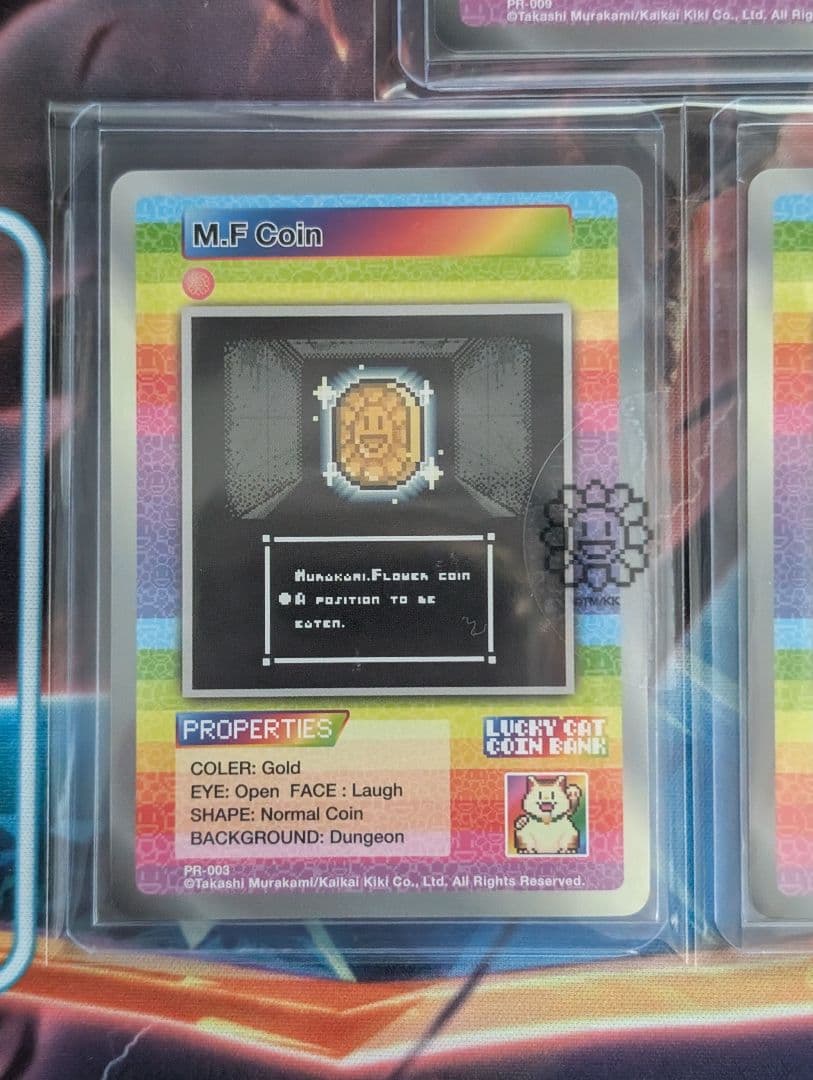 PR-009
©Takashi Murakami/Kaikai Kiki Co., Ltd. All Rig
M.F Coin
Murakami.Flower coin
A position to be
eaten.
©TM/KK
PROPERTIES
LUCKY CAT
COIN BANK
COLER: Gold
EYE: Open FACE : Laugh
SHAPE: Normal Coin
BACKGROUND: Dungeon
PR-003
©Takashi Murakami/Kaikai Kiki Co., Ltd. All Rights Reserved.